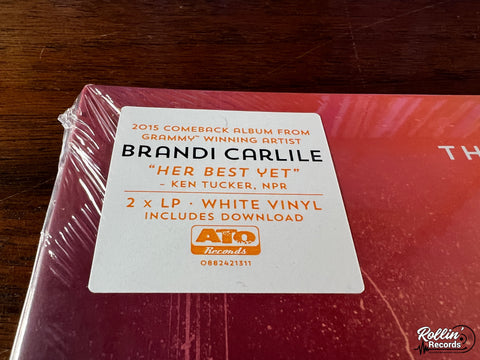 2015 COMEBACK ALBUM FROM
GRAMMY™ WINNING ARTIST
BRANDI CARLILE
"HER BEST YET"
– KEN TUCKER, NPR
2 x LP · WHITE VINYL
INCLUDES DOWNLOAD
ATO
Records
0882421311
TH
Rollin'
Records